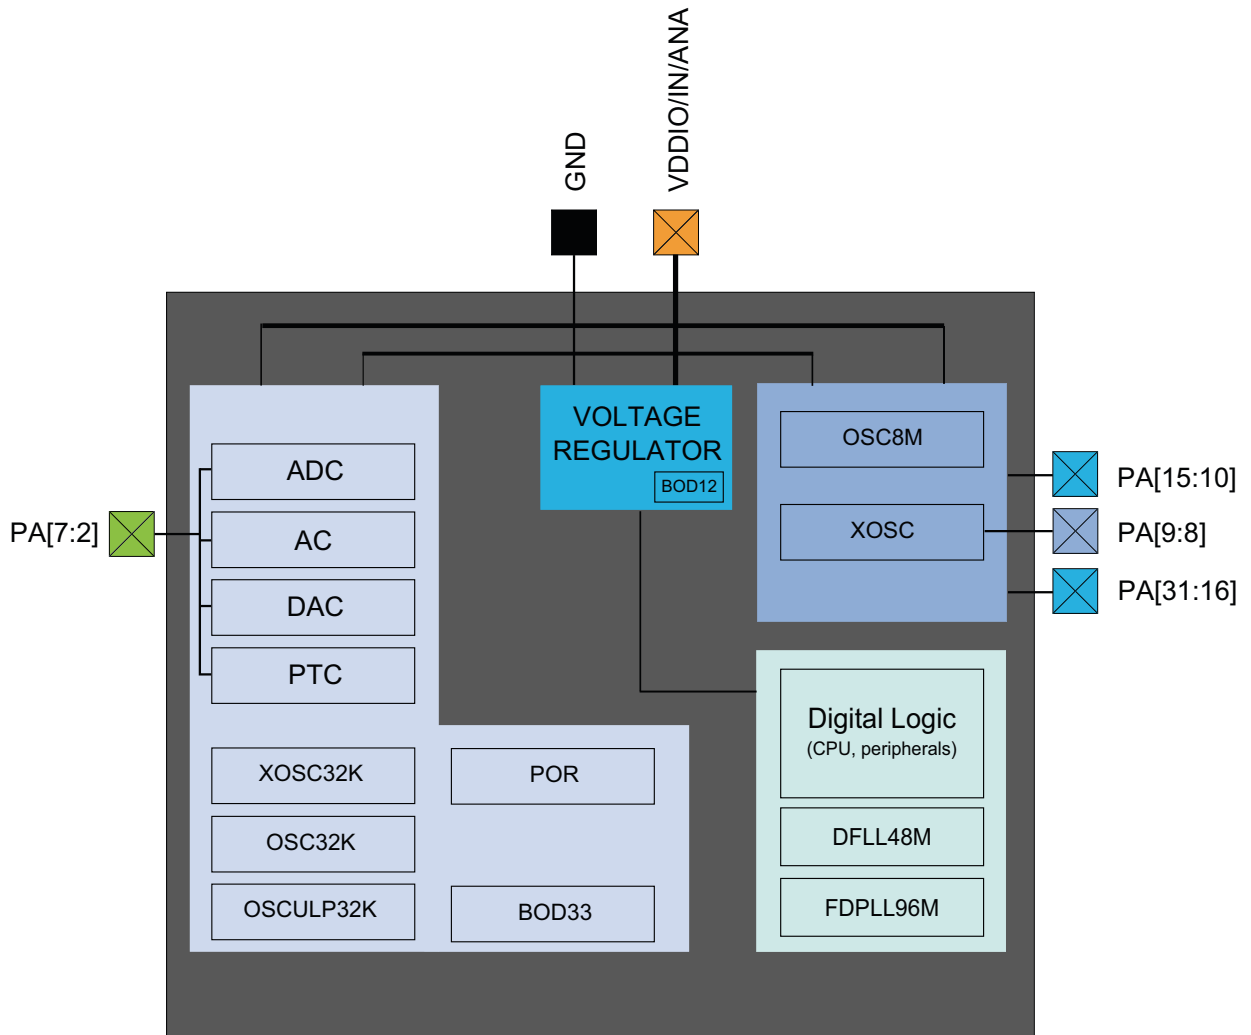 GND
VDDIO/IN/ANA
VOLTAGE
REGULATOR
BOD12
OSC8M
XOSC
PA[15:10]
PA[9:8]
PA[31:16]
PA[7:2]
ADC
AC
DAC
PTC
XOSC32K
OSC32K
OSCULP32K
POR
BOD33
Digital Logic
(CPU, peripherals)
DFLL48M
FDPLL96M